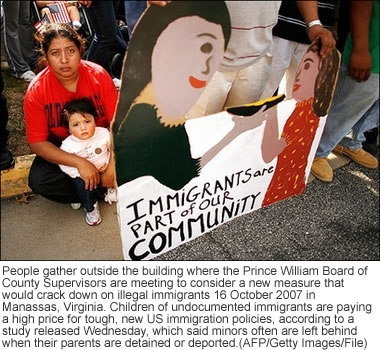 IMMIGRANTS are
PART of OUR
COMMUNITY
People gather outside the building where the Prince William Board of
County Supervisors are meeting to consider a new measure that
would crack down on illegal immigrants 16 October 2007 in
Manassas, Virginia. Children of undocumented immigrants are paying
a high price for tough, new US immigration policies, according to a
study released Wednesday, which said minors often are left behind
when their parents are detained or deported.(AFP/Getty Images/File)